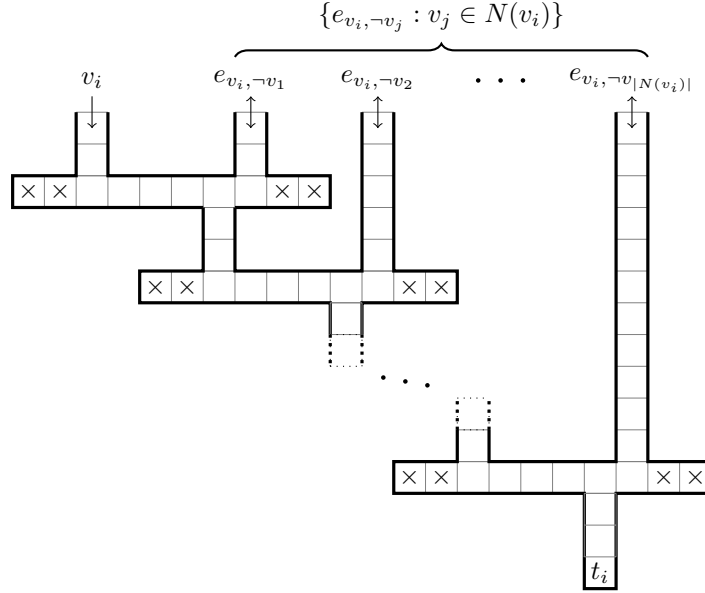 {e_{v_i,¬v_j} : v_j ∈ N(v_i)}
v_i e_{v_i,¬v_1} e_{v_i,¬v_2} · · · e_{v_i,¬v_{|N(v_i)|}}
× × × ×
× × × ×
× × × ×
t_i